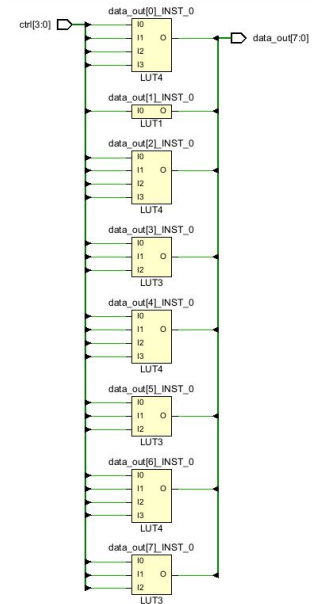 data_out[0]_INST_0
ctrl[3:0]
I0
I1 O
data_out[7:0]
I2
I3
LUT4
data_out[1]_INST_0
I0 O
LUT1
data_out[2]_INST_0
I0
I1 O
I2
I3
LUT4
data_out[3]_INST_0
I0
I1 O
I2
LUT3
data_out[4]_INST_0
I0
I1 O
I2
I3
LUT4
data_out[5]_INST_0
I0
I1 O
I2
LUT3
data_out[6]_INST_0
I0
I1 O
I2
I3
LUT4
data_out[7]_INST_0
I0
I1 O
I2
LUT3